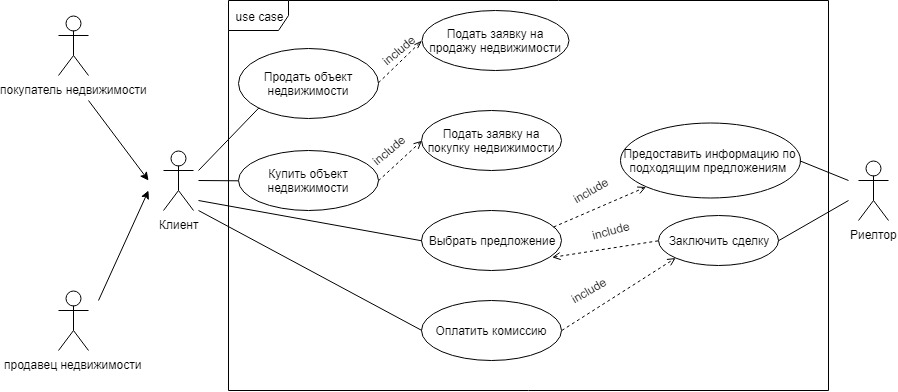 use case
Подать заявку на
продажу недвижимости
include
Продать объект
недвижимости
покупатель недвижимости
Подать заявку на
покупку недвижимости
include
Предоставить информацию по
подходящим предложениям
Купить объект
недвижимости
Клиент
include
Риелтор
Выбрать предложение
include
Заключить сделку
include
Оплатить комиссию
продавец недвижимости